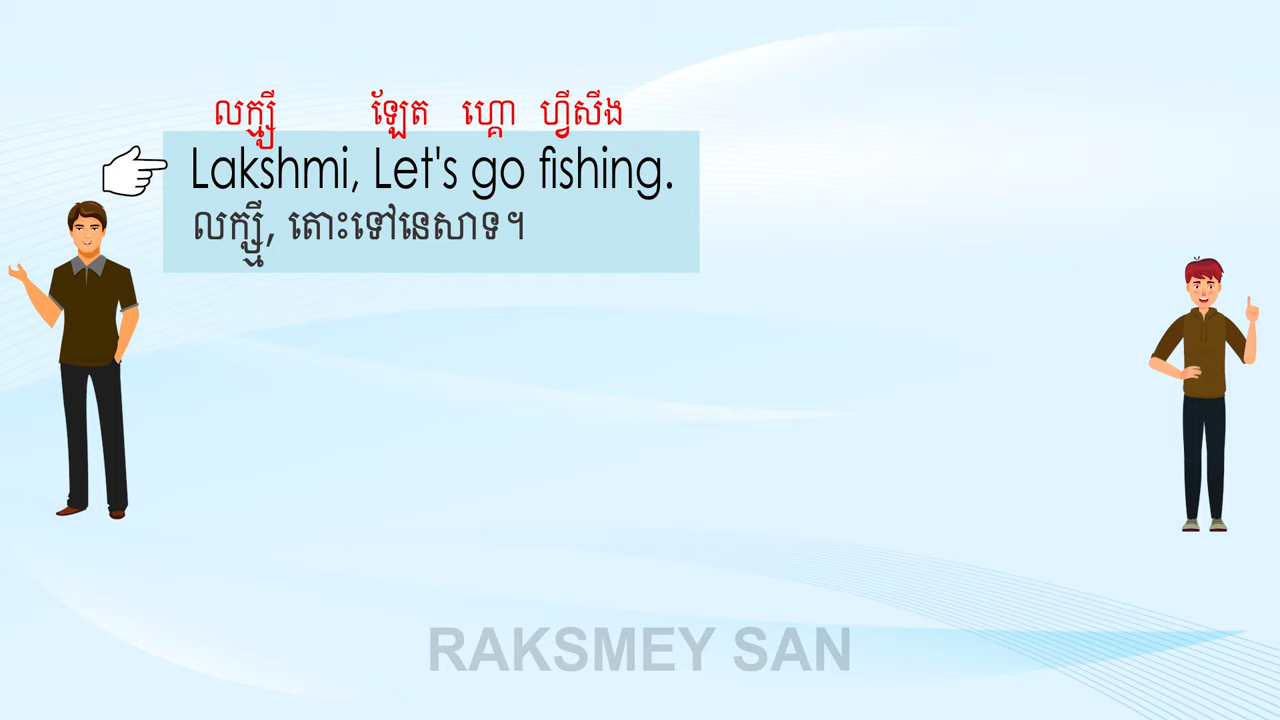 លក្ម្សី ឡែត ហ្គោ ហ្វីសីង
Lakshmi, Let's go fishing.
លក្ស្មី, តោះទៅនេសាទ។
RAKSMEY SAN